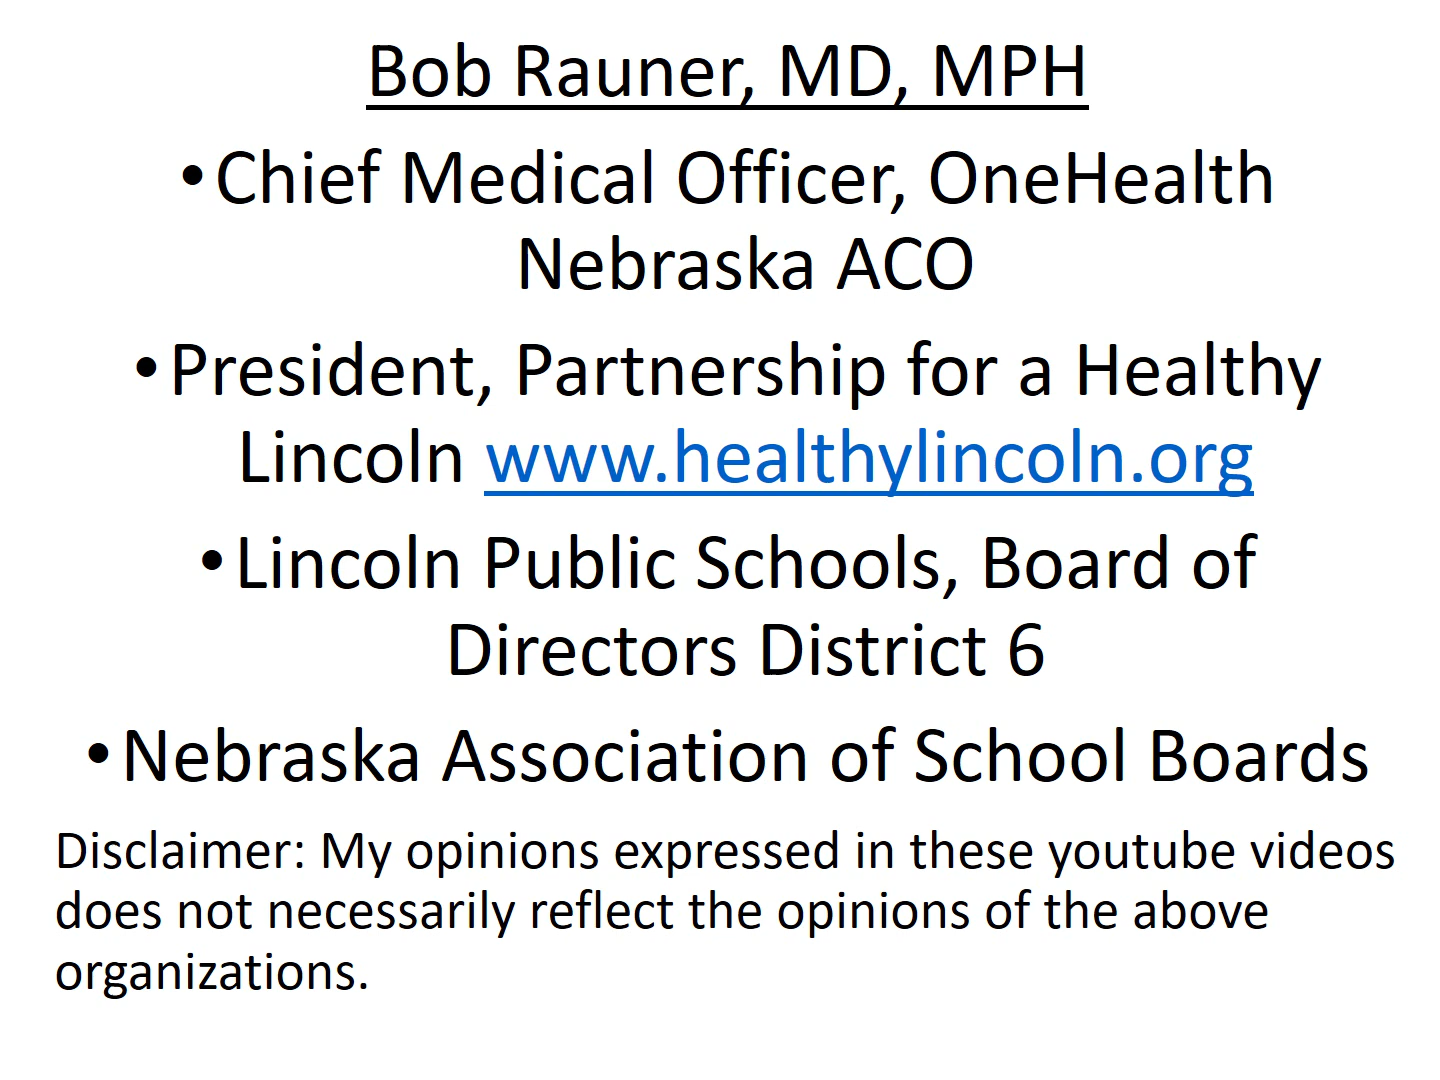 Bob Rauner, MD, MPH
•Chief Medical Officer, OneHealth
Nebraska ACO
•President, Partnership for a Healthy
Lincoln www.healthylincoln.org
•Lincoln Public Schools, Board of
Directors District 6
•Nebraska Association of School Boards
Disclaimer: My opinions expressed in these youtube videos
does not necessarily reflect the opinions of the above
organizations.